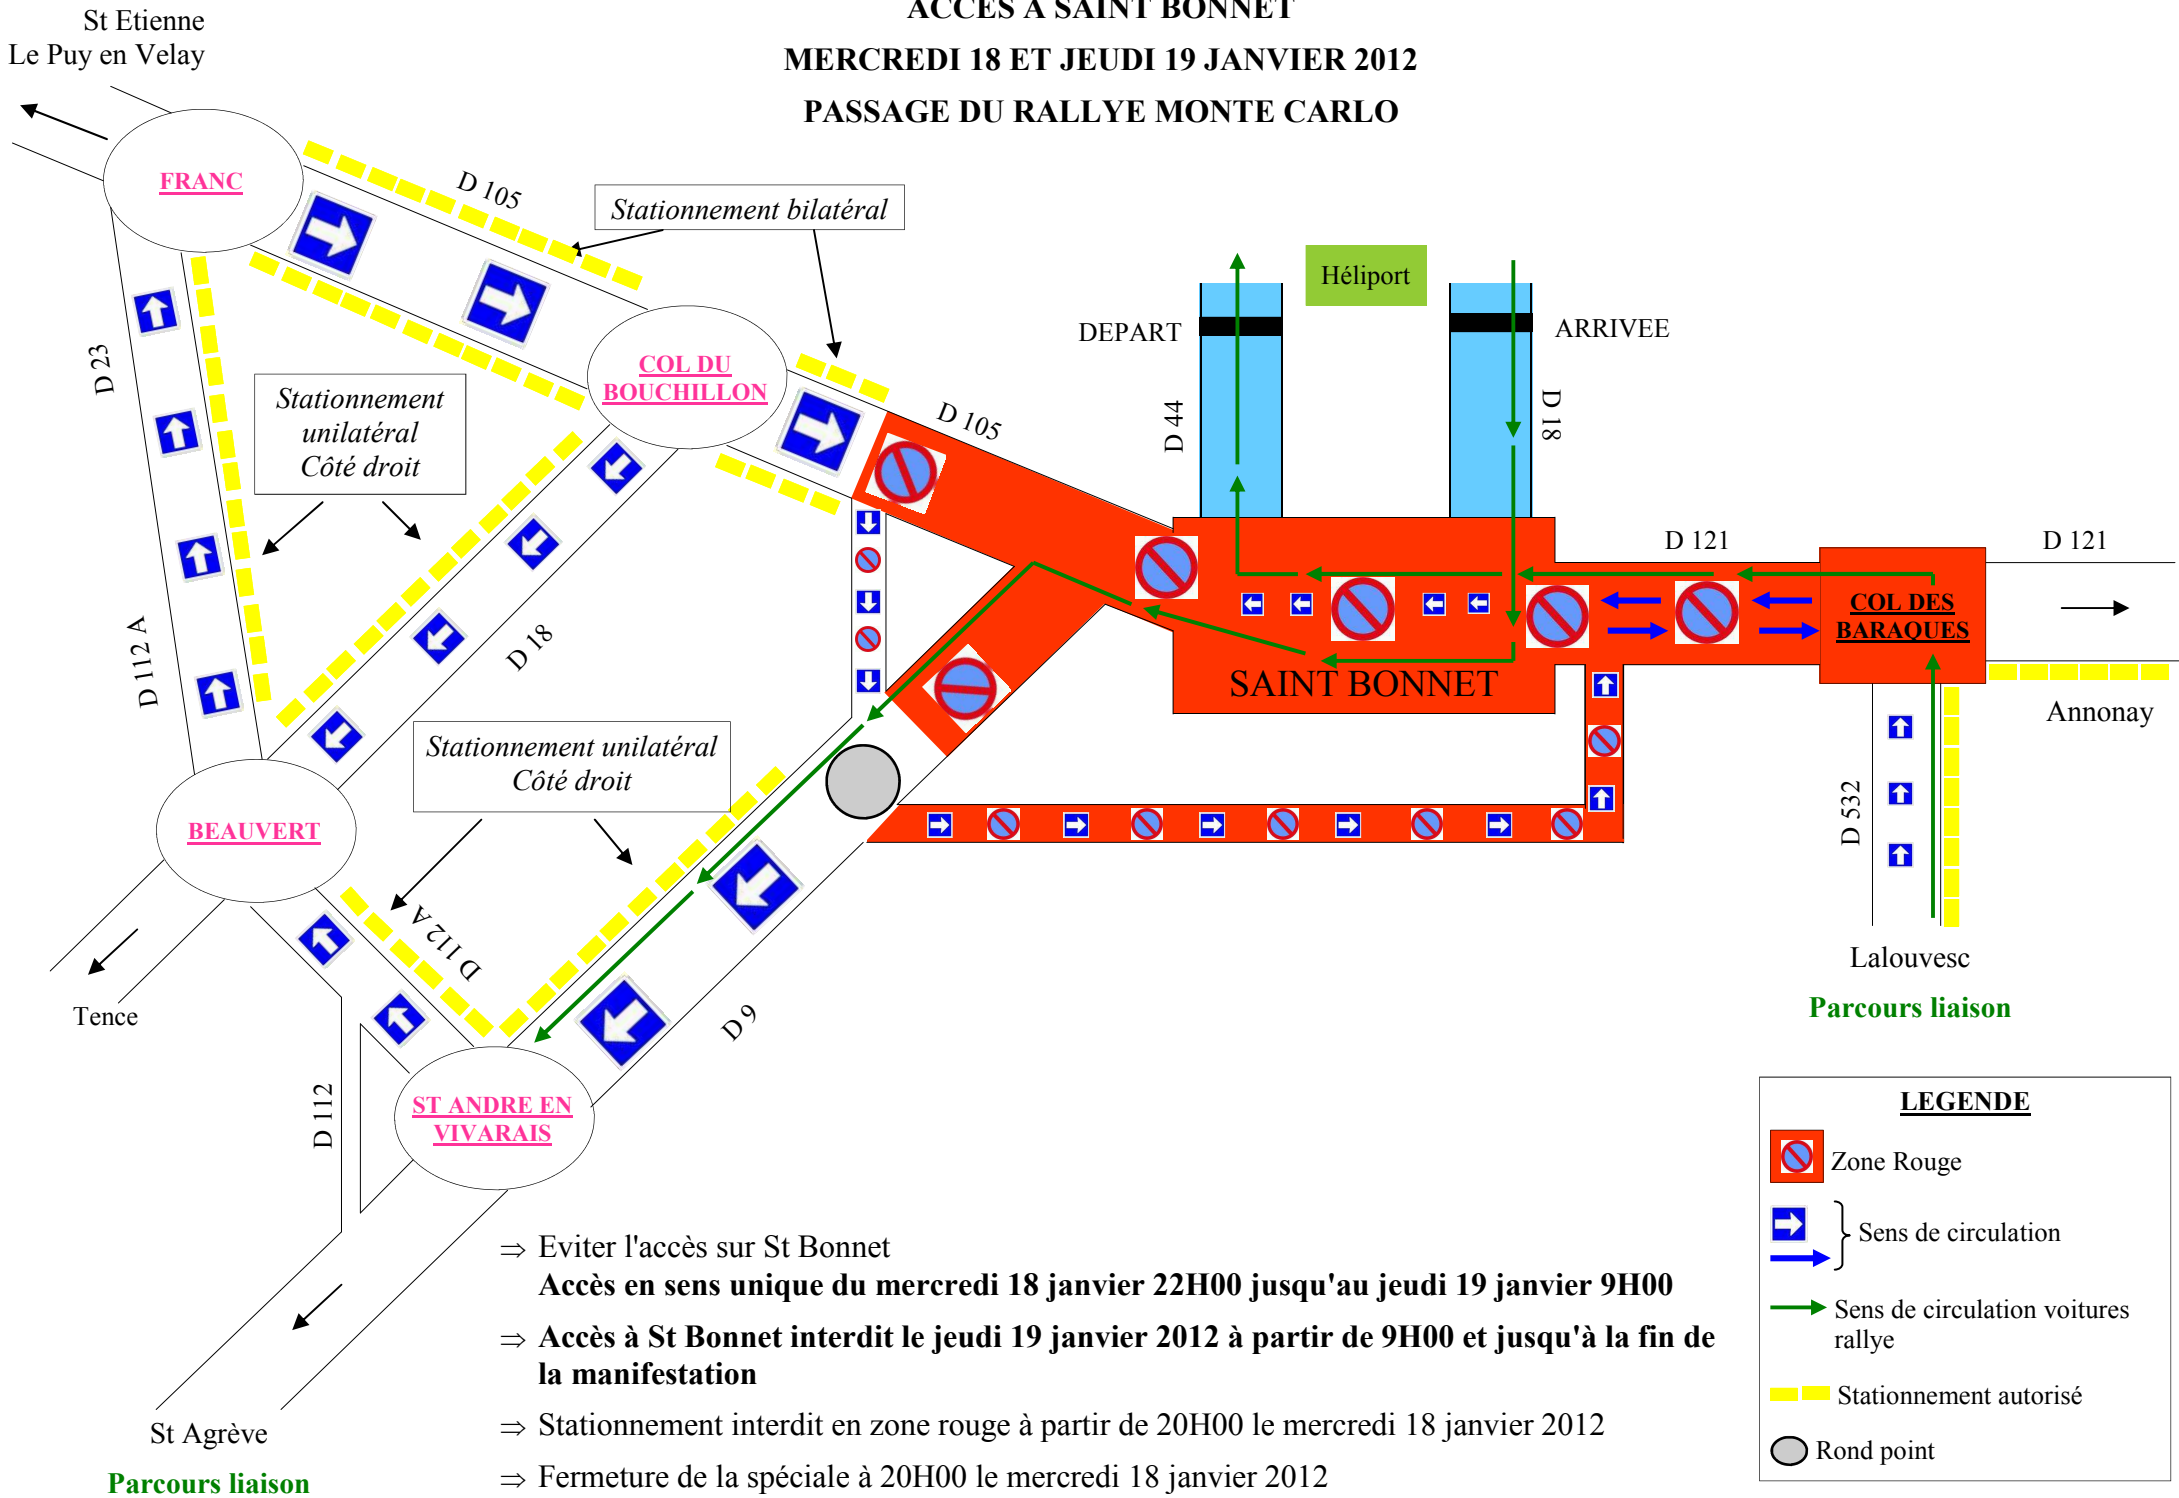 ACCES A SAINT BONNET
MERCREDI 18 ET JEUDI 19 JANVIER 2012
PASSAGE DU RALLYE MONTE CARLO
St Etienne
Le Puy en Velay
FRANC
D 105
Stationnement bilatéral
Héliport
DEPART
ARRIVEE
D 23
COL DU
BOUCHILLON
Stationnement
unilatéral
Côté droit
D 105
D 44
D 18
D 121
D 121
COL DES
BARAQUES
D 112 A
D 18
SAINT BONNET
Annonay
Stationnement unilatéral
Côté droit
BEAUVERT
D 532
D 112 A
Tence
D 9
Lalouvesc
Parcours liaison
D 112
ST ANDRE EN
VIVARAIS
LEGENDE
Zone Rouge
Sens de circulation
Sens de circulation voitures
rallye
Stationnement autorisé
Rond point
⇒ Eviter l'accès sur St Bonnet
Accès en sens unique du mercredi 18 janvier 22H00 jusqu'au jeudi 19 janvier 9H00
⇒ Accès à St Bonnet interdit le jeudi 19 janvier 2012 à partir de 9H00 et jusqu'à la fin de
la manifestation
⇒ Stationnement interdit en zone rouge à partir de 20H00 le mercredi 18 janvier 2012
⇒ Fermeture de la spéciale à 20H00 le mercredi 18 janvier 2012
St Agrève
Parcours liaison